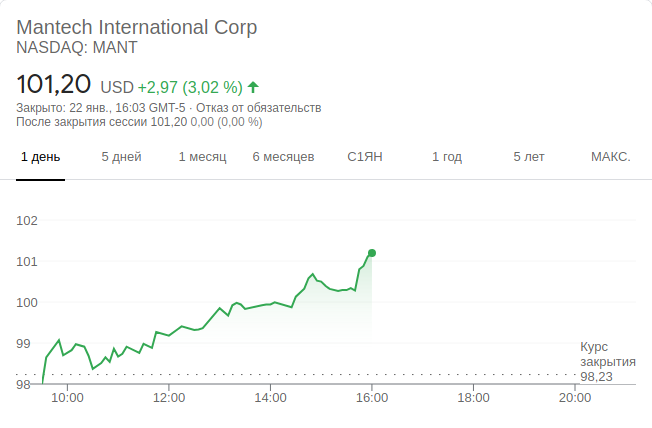 Mantech International Corp
NASDAQ: MANT
101,20 USD +2,97 (3,02 %)
Закрыто: 22 янв., 16:03 GMT-5 · Отказ от обязательств
После закрытия сессии 101,20 0,00 (0,00 %)
1 день 5 дней 1 месяц 6 месяцев С1ЯН 1 год 5 лет МАКС.
102
101
100
99
98
Курс
закрытия
98,23
10:00 12:00 14:00 16:00 18:00 20:00